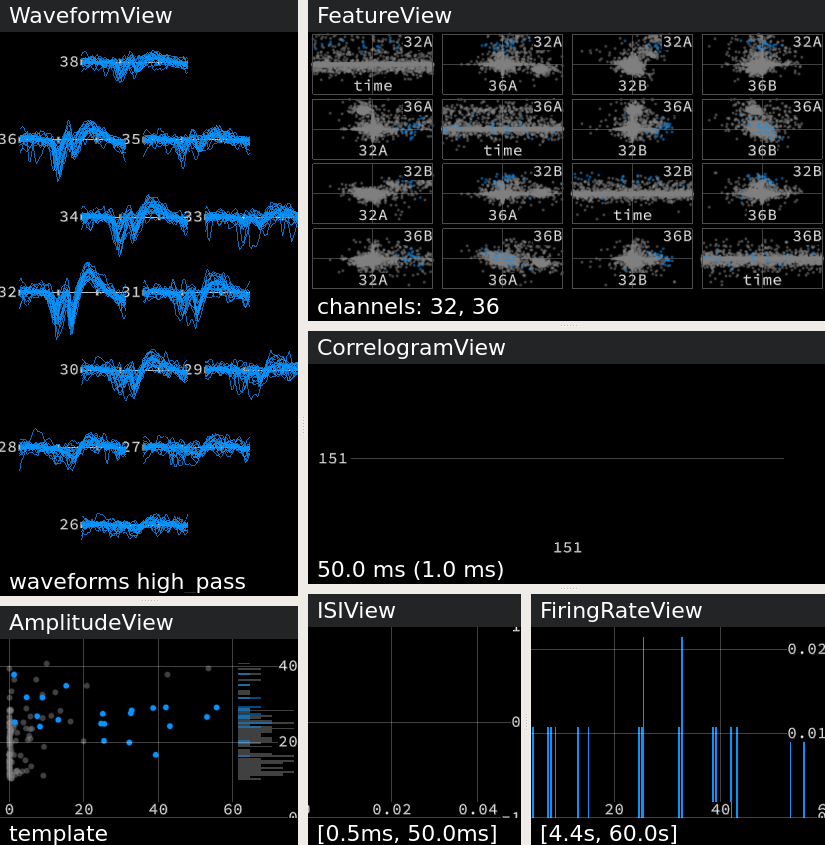 WaveformView
38
36
35
34
33
32
31
30
29
28
27
26
waveforms high_pass
FeatureView
32A
time
32A
36A
32A
32B
32A
36B
36A
32A
36A
time
36A
32B
36A
36B
32B
32A
32B
36A
32B
time
32B
36B
36B
32A
36B
36A
36B
32B
36B
time
channels: 32, 36
CorrelogramView
151
151
50.0 ms (1.0 ms)
AmplitudeView
40
20
0
0 20 40 60
template
ISIView
1
0
-1
0 0.02 0.04
[0.5ms, 50.0ms]
FiringRateView
0.02
0.01
20 40 6
[4.4s, 60.0s]